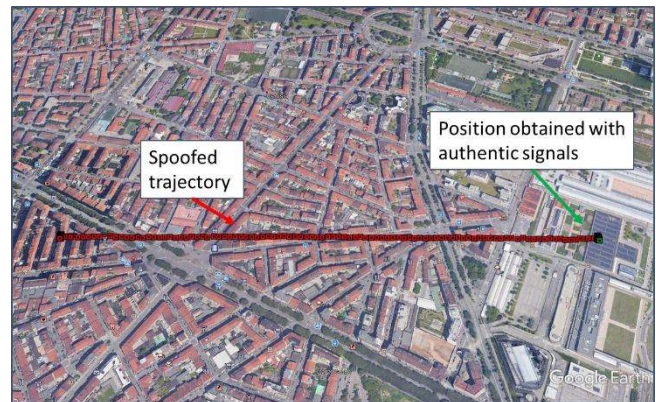 Spoofed
trajectory
Position obtained with
authentic signals
Google Earth